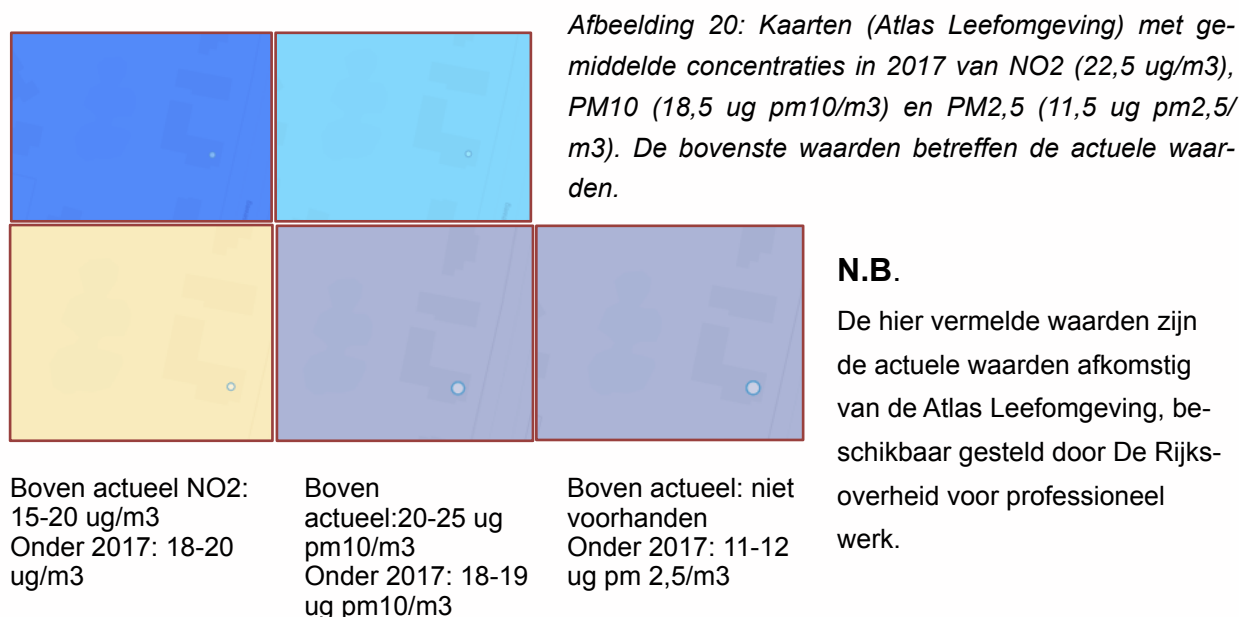 Afbeelding 20: Kaarten (Atlas Leefomgeving) met ge-
middelde concentraties in 2017 van NO2 (22,5 ug/m3),
PM10 (18,5 ug pm10/m3) en PM2,5 (11,5 ug pm2,5/
m3). De bovenste waarden betreffen de actuele waar-
den.
N.B.
De hier vermelde waarden zijn
de actuele waarden afkomstig
van de Atlas Leefomgeving, be-
schikbaar gesteld door De Rijks-
overheid voor professioneel
werk.
Boven actueel NO2:
15-20 ug/m3
Onder 2017: 18-20
ug/m3
Boven
actueel:20-25 ug
pm10/m3
Onder 2017: 18-19
ug pm10/m3
Boven actueel: niet
voorhanden
Onder 2017: 11-12
ug pm 2,5/m3